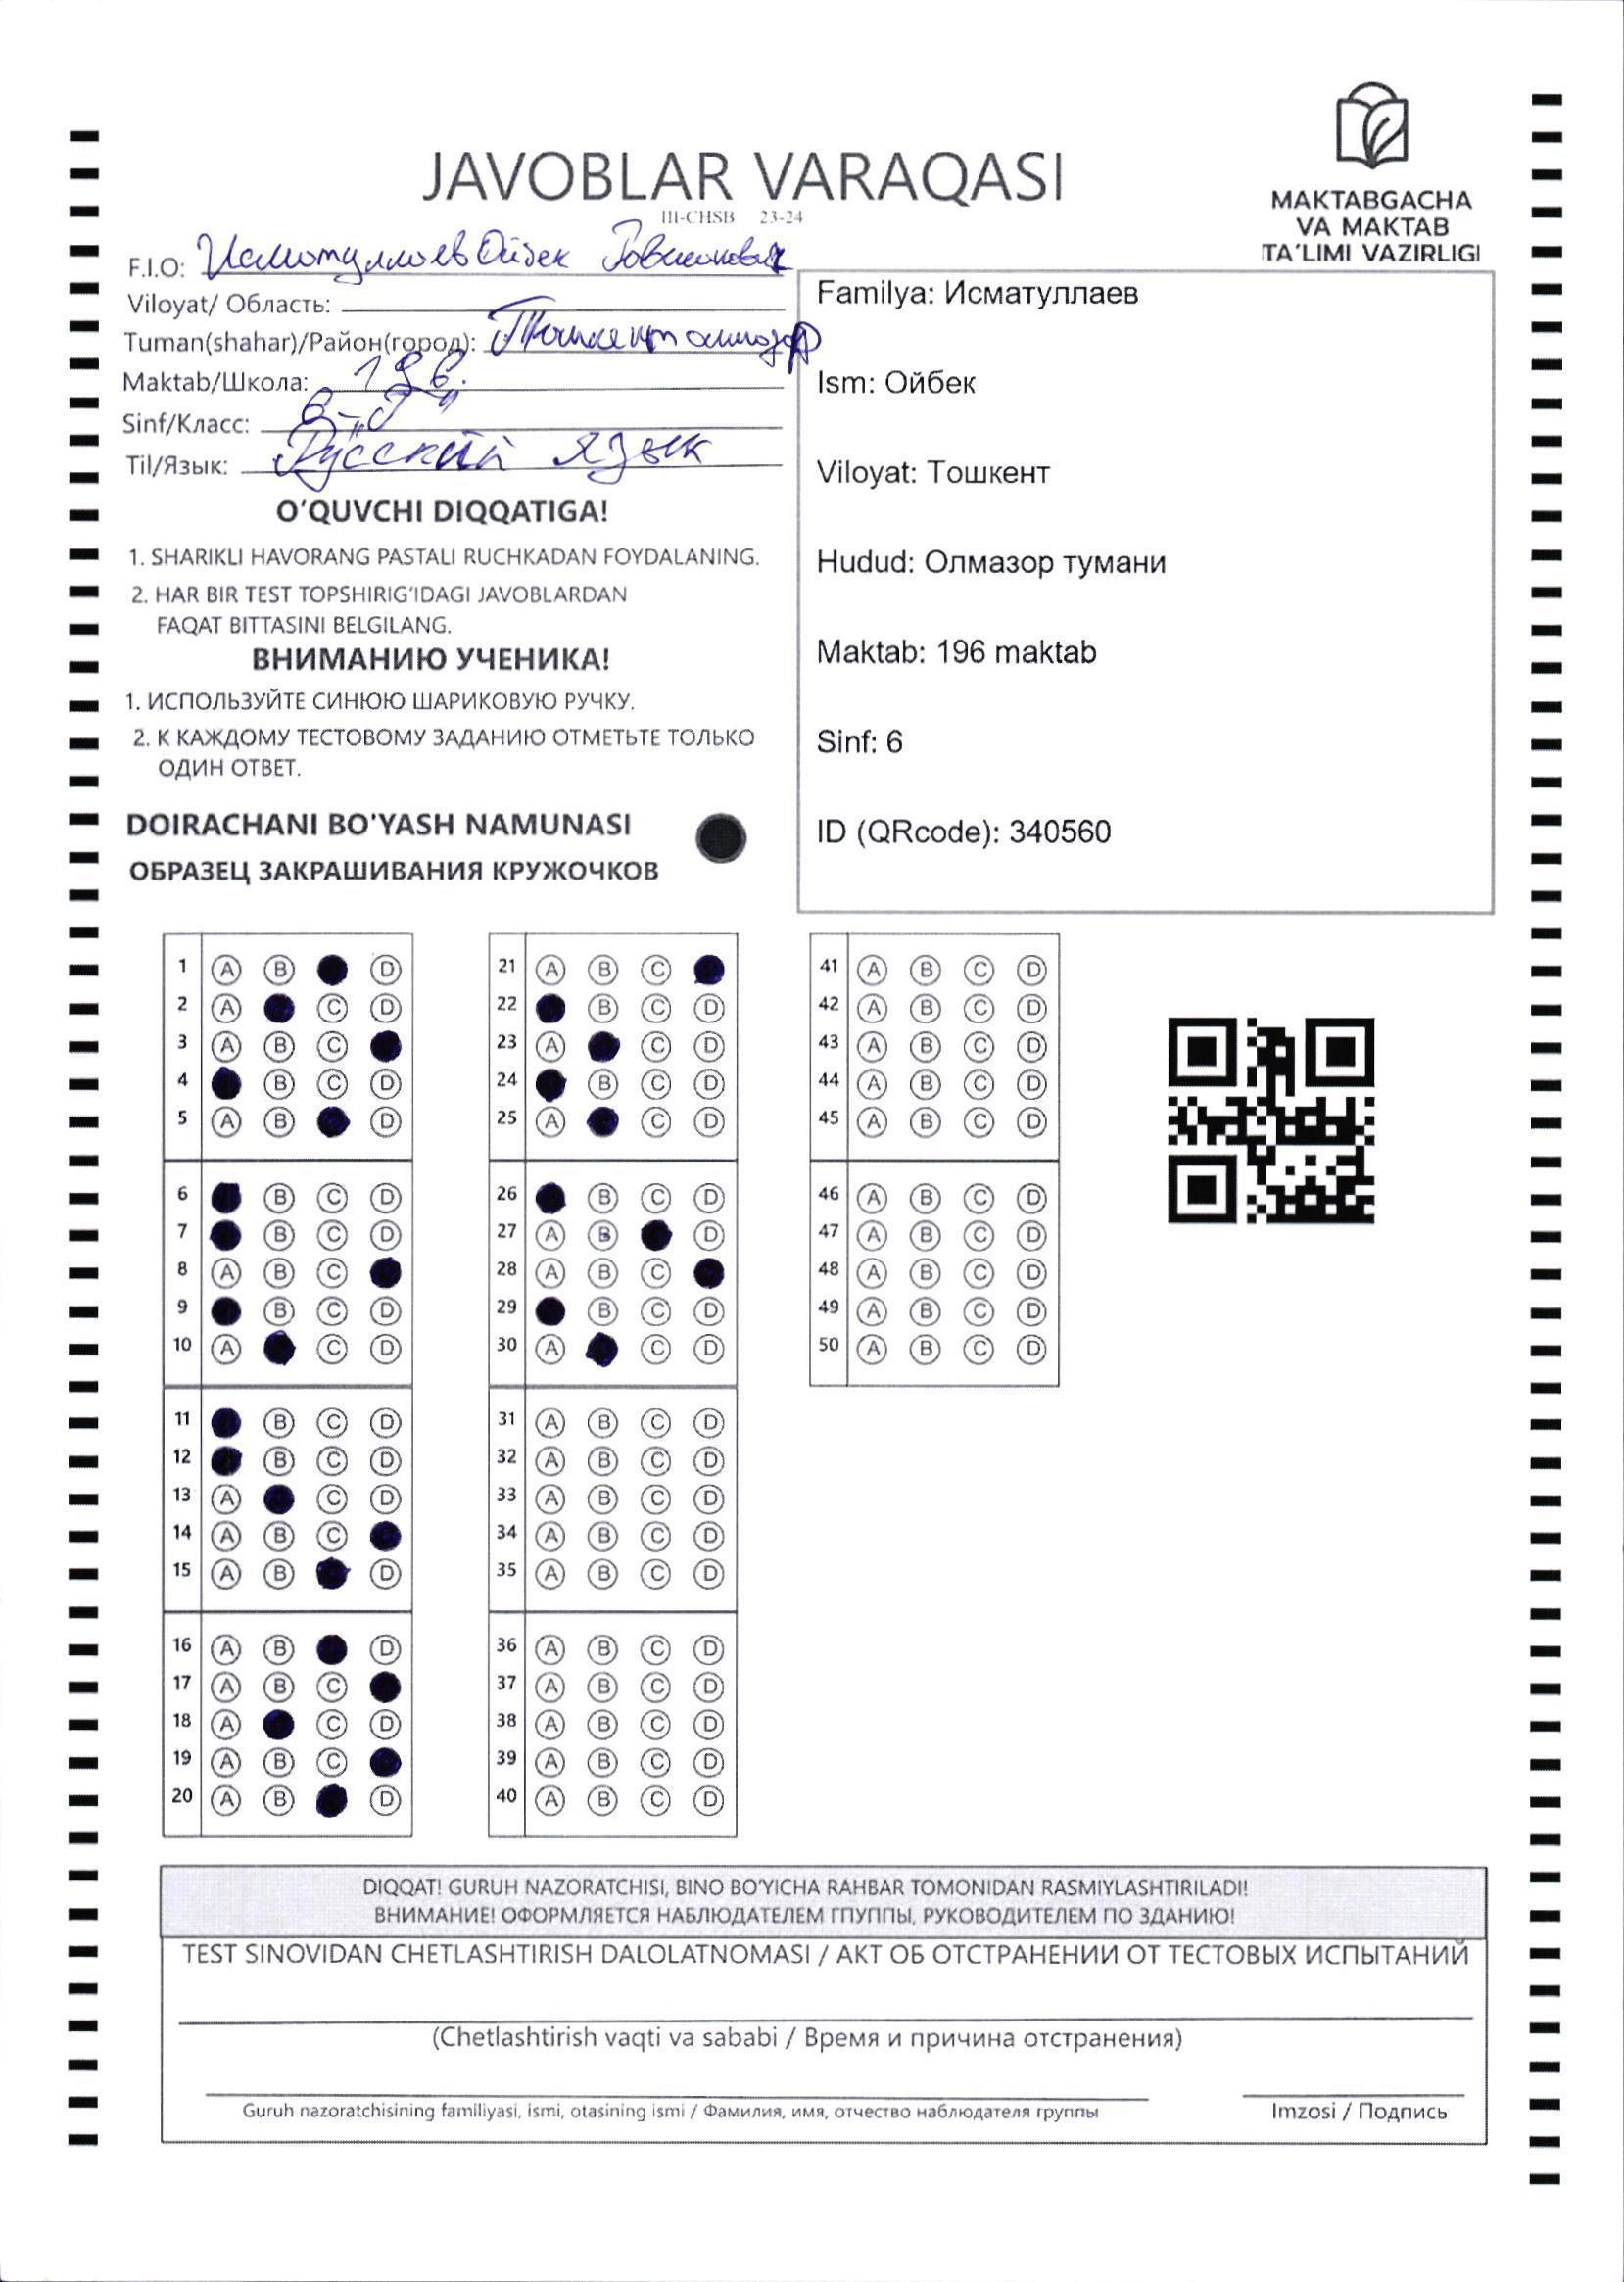 JAVOBLAR VARAQASI
III-CHSB 23-24
MAKTABGACHA
VA MAKTAB
TA'LIMI VAZIRLIGI
F.I.O: Исматуллаев Ойбек
Viloyat/ Область:
Tuman(shahar)/Район(город): Тошкент олмазор
Maktab/Школа: 196.
Sinf/Класс: 6-„Г"
Til/Язык: Русский язык
O'QUVCHI DIQQATIGA!
1. SHARIKLI HAVORANG PASTALI RUCHKADAN FOYDALANING.
2. HAR BIR TEST TOPSHIRIG'IDAGI JAVOBLARDAN
FAQAT BITTASINI BELGILANG.
ВНИМАНИЮ УЧЕНИКА!
1. ИСПОЛЬЗУЙТЕ СИНЮЮ ШАРИКОВУЮ РУЧКУ.
2. К КАЖДОМУ ТЕСТОВОМУ ЗАДАНИЮ ОТМЕТЬТЕ ТОЛЬКО
ОДИН ОТВЕТ.
DOIRACHANI BO'YASH NAMUNASI
ОБРАЗЕЦ ЗАКРАШИВАНИЯ КРУЖОЧКОВ
Familya: Исматуллаев
Ism: Ойбек
Viloyat: Тошкент
Hudud: Олмазор тумани
Maktab: 196 maktab
Sinf: 6
ID (QRcode): 340560
1 A B D
2 A C D
3 A B C
4 B C D
5 A B D
6 B C D
7 B C D
8 A B C
9 B C D
10 A C D
11 B C D
12 B C D
13 A C D
14 A B C
15 A B D
16 A B D
17 A B C
18 A C D
19 A B C
20 A B D
21 A B C
22 B C D
23 A C D
24 B C D
25 A C D
26 B C D
27 A B D
28 A B C
29 B C D
30 A C D
31 A B C D
32 A B C D
33 A B C D
34 A B C D
35 A B C D
36 A B C D
37 A B C D
38 A B C D
39 A B C D
40 A B C D
41 A B C D
42 A B C D
43 A B C D
44 A B C D
45 A B C D
46 A B C D
47 A B C D
48 A B C D
49 A B C D
50 A B C D
DIQQAT! GURUH NAZORATCHISI, BINO BO'YICHA RAHBAR TOMONIDAN RASMIYLASHTIRILADI!
ВНИМАНИЕ! ОФОРМЛЯЕТСЯ НАБЛЮДАТЕЛЕМ ГПУППЫ, РУКОВОДИТЕЛЕМ ПО ЗДАНИЮ!
TEST SINOVIDAN CHETLASHTIRISH DALOLATNOMASI / АКТ ОБ ОТСТРАНЕНИИ ОТ ТЕСТОВЫХ ИСПЫТАНИЙ
(Chetlashtirish vaqti va sababi / Время и причина отстранения)
Guruh nazoratchisining familiyasi, ismi, otasining ismi / Фамилия, имя, отчество наблюдателя группы
Imzosi / Подпись